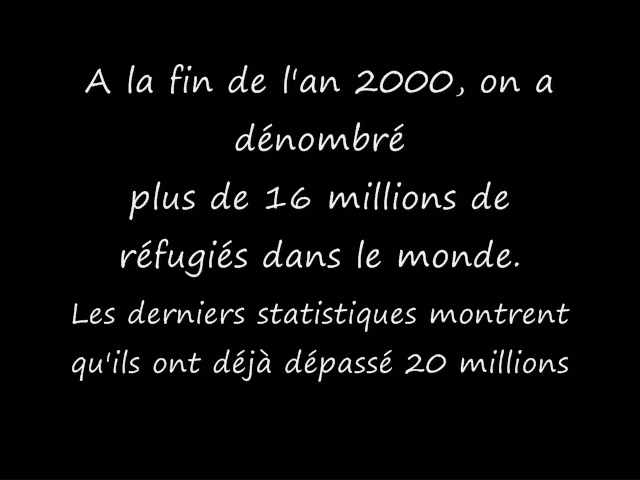 A la fin de l'an 2000, on a
dénombré
plus de 16 millions de
réfugiés dans le monde.
Les derniers statistiques montrent
qu'ils ont déjà dépassé 20 millions